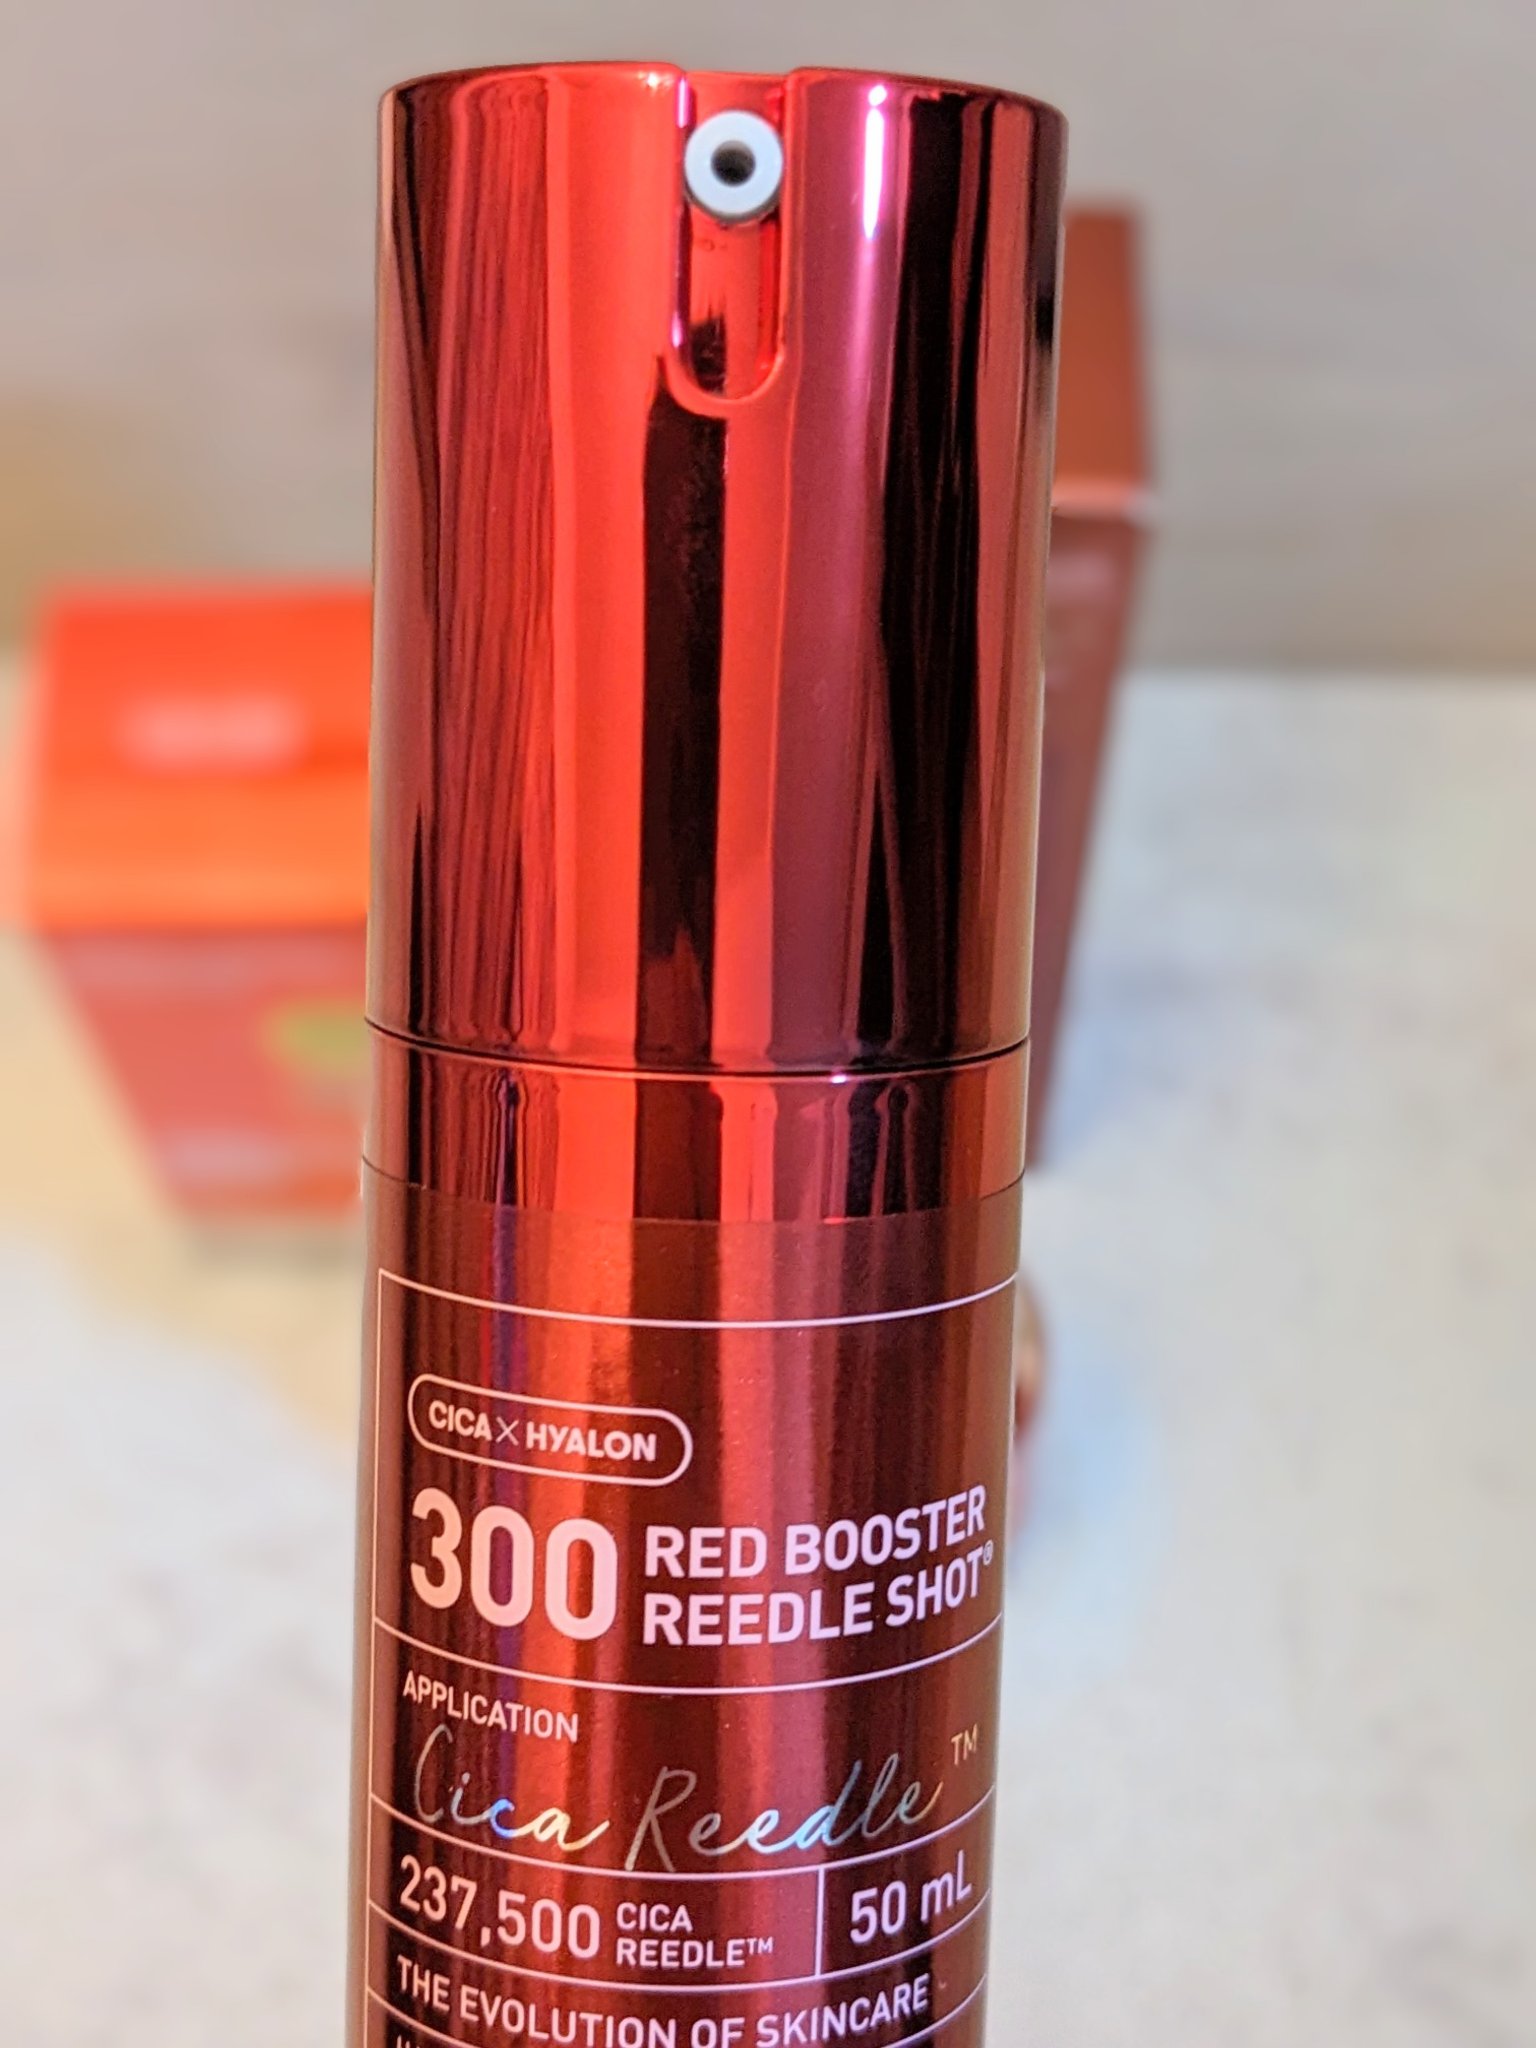 CICA X HYALON
300 RED BOOSTER
REEDLE SHOT®
APPLICATION
Cica Reedle™
237,500 CICA
REEDLE™
50 mL
THE EVOLUTION OF SKINCARE